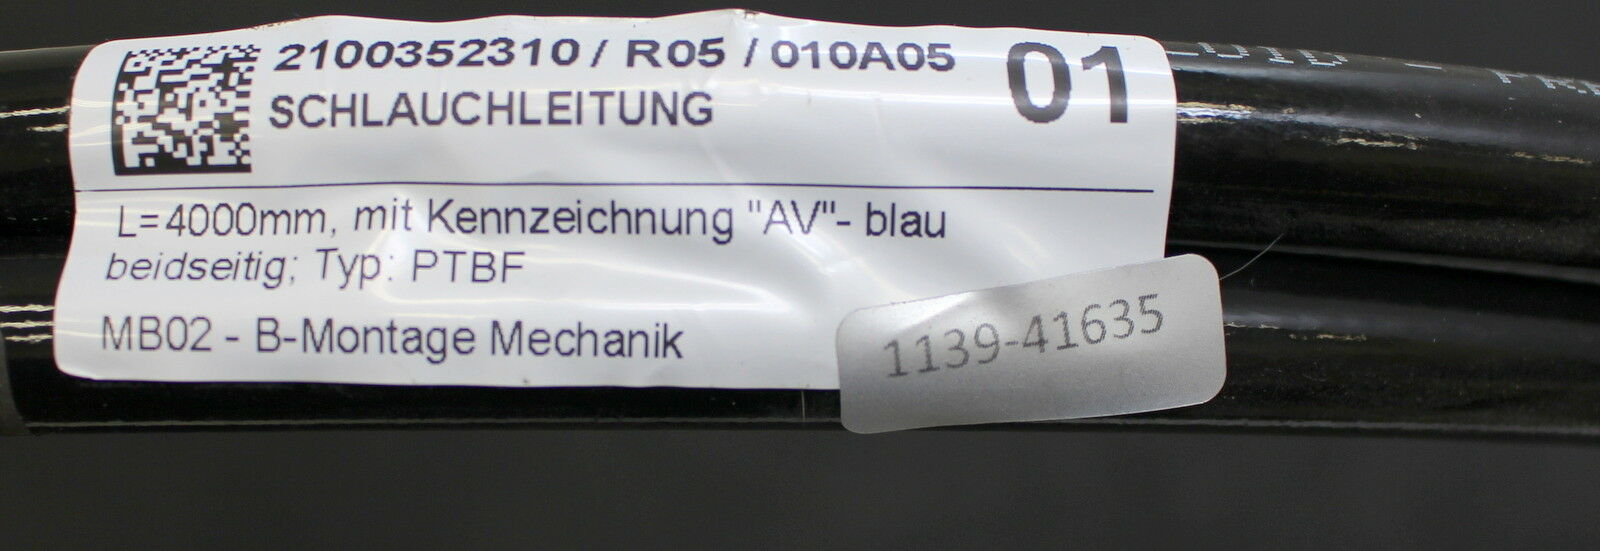 2100352310 / R05 / 010A05
01
SCHLAUCHLEITUNG
L=4000mm, mit Kennzeichnung "AV"- blau
beidseitig; Typ: PTBF
MB02 - B-Montage Mechanik
1139-41635